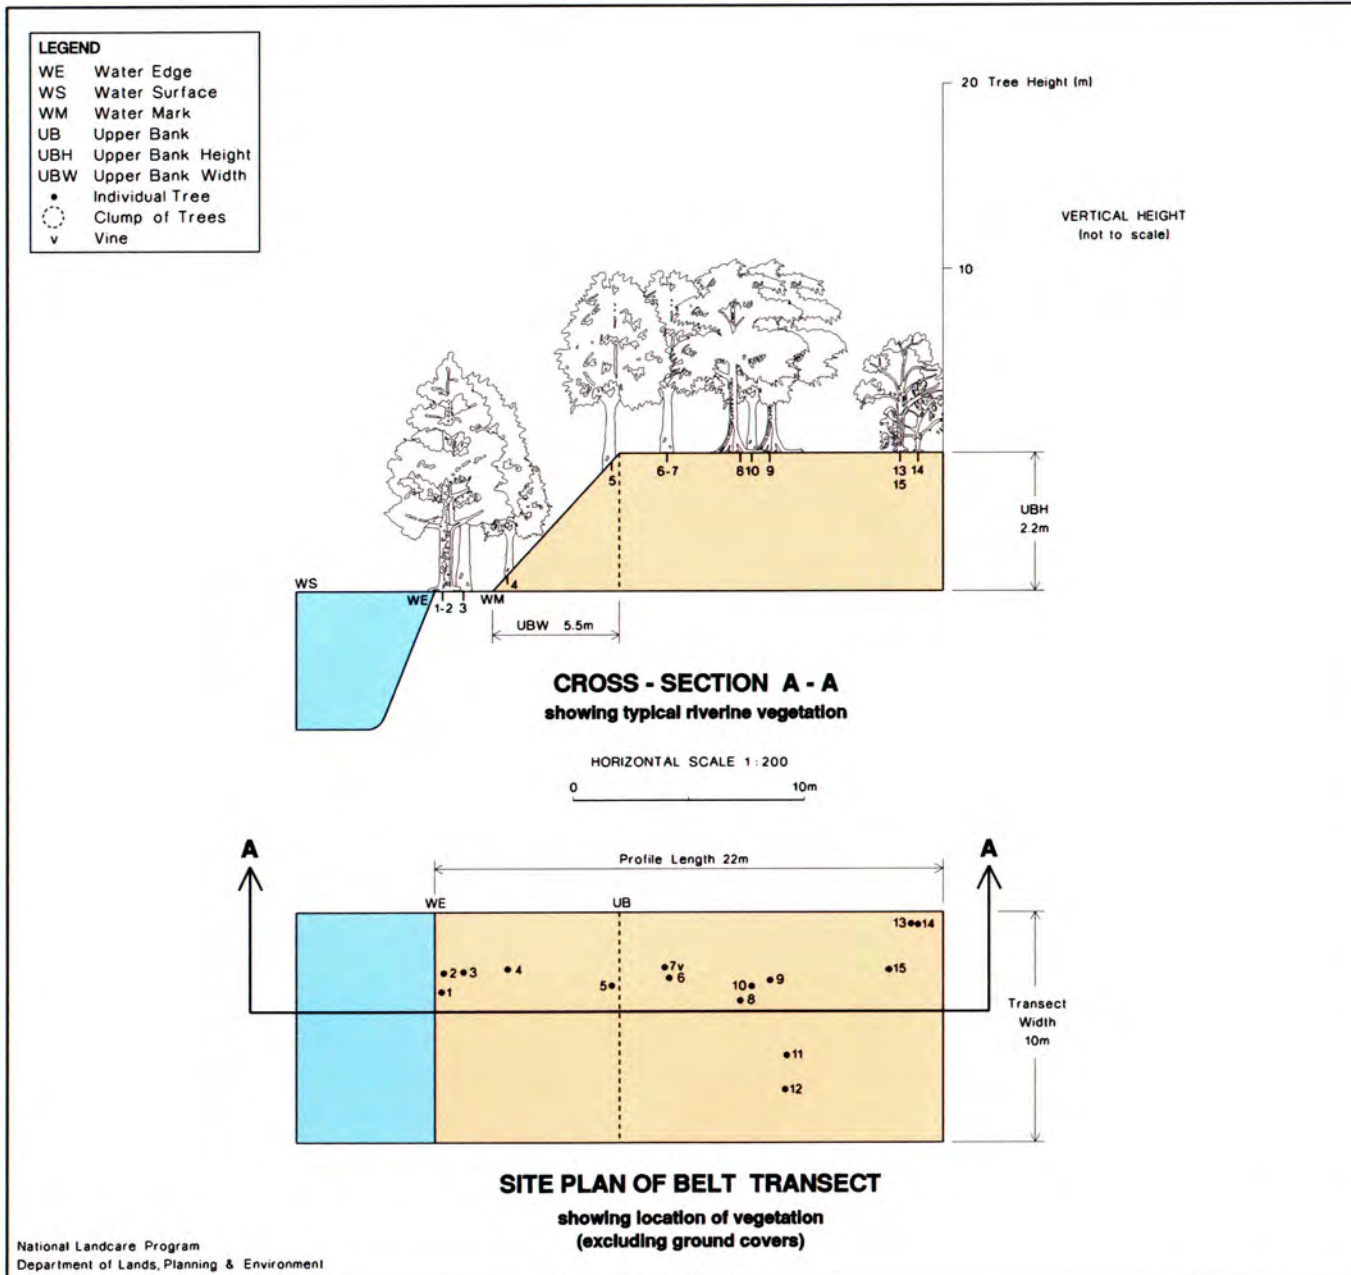 LEGEND
WE Water Edge
WS Water Surface
WM Water Mark
UB Upper Bank
UBH Upper Bank Height
UBW Upper Bank Width
Individual Tree
Clump of Trees
v Vine
20 Tree Height (m)
VERTICAL HEIGHT
(not to scale)
10
5
6-7
8 10 9
13 14
15
UBH
2.2m
WS
4
WE 1-2 3 WM
UBW 5.5m
CROSS - SECTION A - A
showing typical riverine vegetation
HORIZONTAL SCALE 1 : 200
0 10m
A A
Profile Length 22m
WE UB
13 14
2 3 4 7v 15
6
5 10 9
1 8
Transect
Width
10m
11
12
SITE PLAN OF BELT TRANSECT
showing location of vegetation
(excluding ground covers)
National Landcare Program
Department of Lands, Planning & Environment